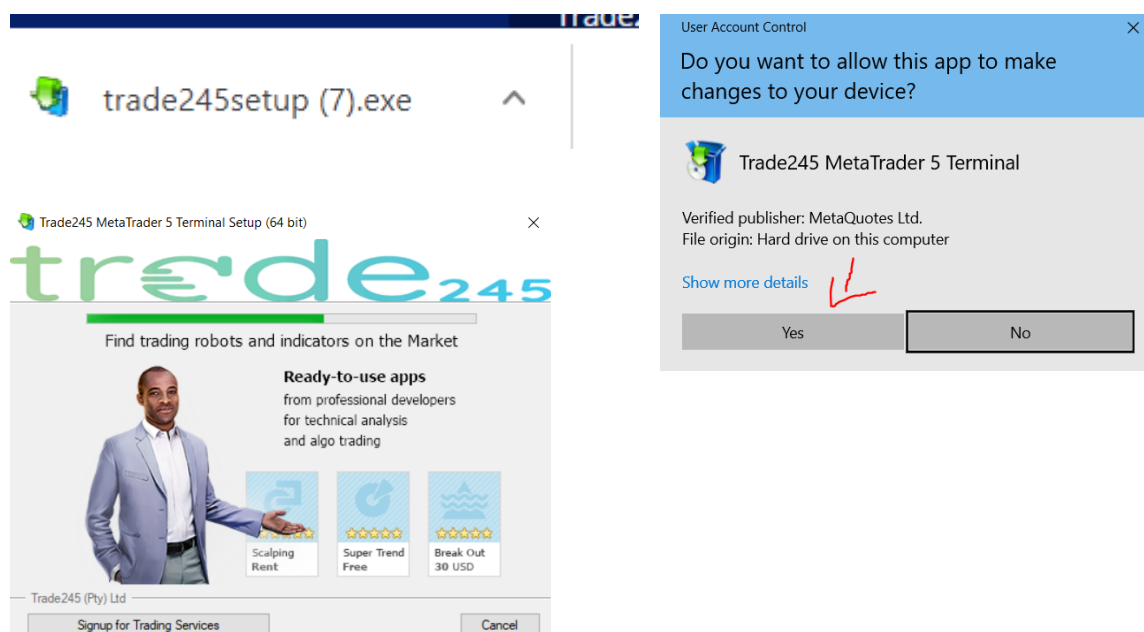 Trade2
trade245setup (7).exe
Trade245 MetaTrader 5 Terminal Setup (64 bit)
trade245
Find trading robots and indicators on the Market
Ready-to-use apps
from professional developers
for technical analysis
and algo trading
Scalping
Rent
Super Trend
Free
Break Out
30 USD
Trade245 (Pty) Ltd
Signup for Trading Services
Cancel
User Account Control
Do you want to allow this app to make
changes to your device?
Trade245 MetaTrader 5 Terminal
Verified publisher: MetaQuotes Ltd.
File origin: Hard drive on this computer
Show more details
Yes
No